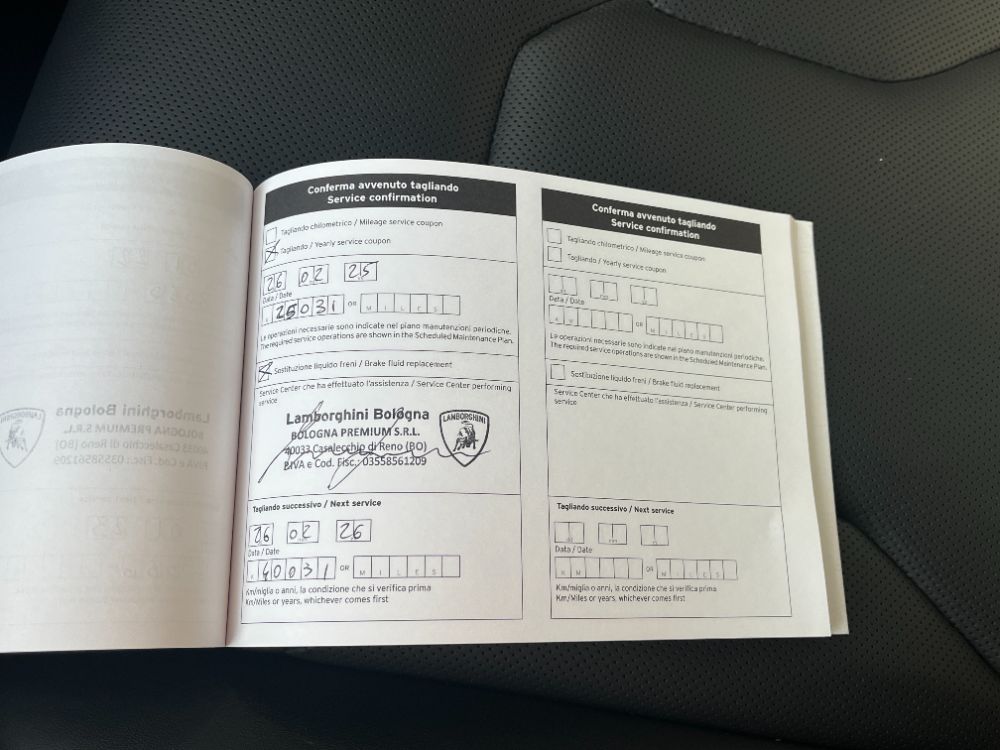 Conferma avvenuto tagliando
Service confirmation
Tagliando chilometrico / Mileage service coupon
Tagliando / Yearly service coupon
26 02 25
Data / Date
25031 OR MILES
Le operazioni necessarie sono indicate nel piano manutenzioni periodiche.
The required service operations are shown in the Scheduled Maintenance Plan.
Sostituzione liquido freni / Brake fluid replacement
Service Center che ha effettuato l'assistenza / Service Center performing
service
Lamborghini Bologna
BOLOGNA PREMIUM S.R.L.
40033 Casalecchio di Reno (BO)
P.IVA e Cod. Fisc.: 03558561209
LAMBORGHINI
Tagliando successivo / Next service
26 02 26
Data / Date
K 40031 OR MILES
Km/miglia o anni, la condizione che si verifica prima
Km/Miles or years, whichever comes first
Conferma avvenuto tagliando
Service confirmation
Tagliando chilometrico / Mileage service coupon
Tagliando / Yearly service coupon
Data / Date
KM OR MILES
Le operazioni necessarie sono indicate nel piano manutenzioni periodiche.
The required service operations are shown in the Scheduled Maintenance Plan.
Sostituzione liquido freni / Brake fluid replacement
Service Center che ha effettuato l'assistenza / Service Center performing
service
Tagliando successivo / Next service
Data / Date
KM OR MILES
Km/miglia o anni, la condizione che si verifica prima
Km/Miles or years, whichever comes first